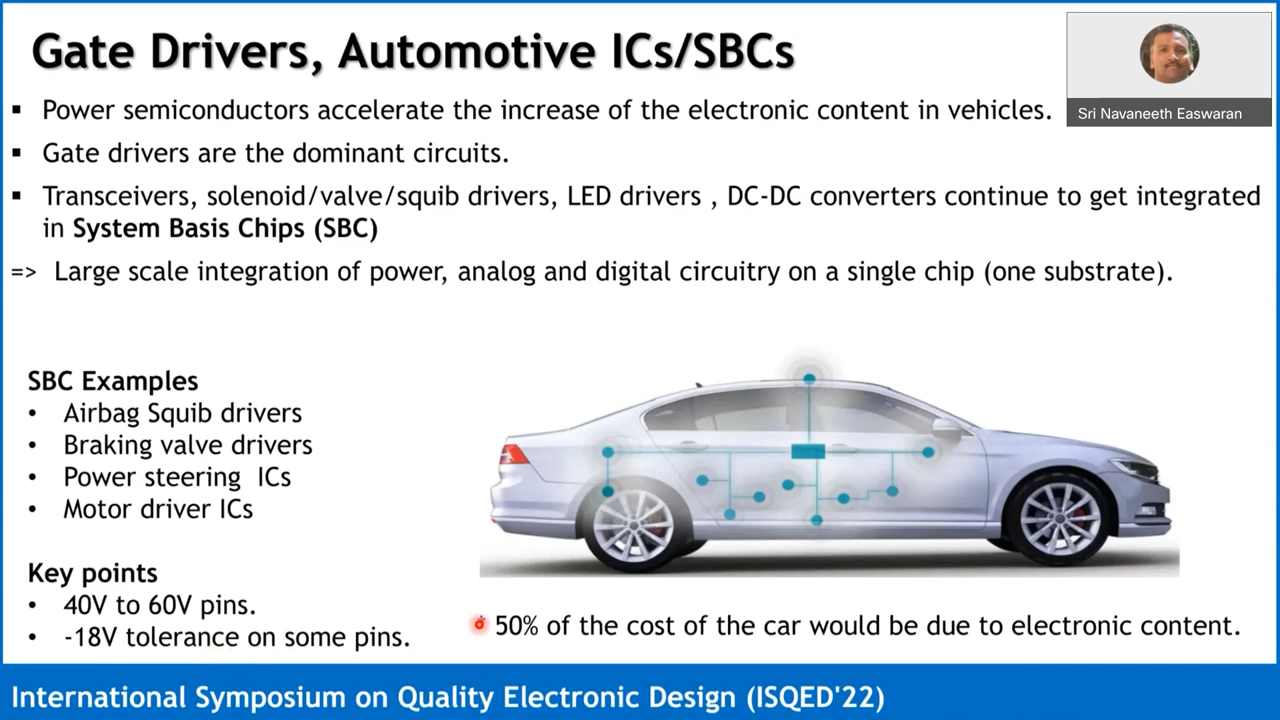 Gate Drivers, Automotive ICs/SBCs
Sri Navaneeth Easwaran
▪ Power semiconductors accelerate the increase of the electronic content in vehicles.
▪ Gate drivers are the dominant circuits.
▪ Transceivers, solenoid/valve/squib drivers, LED drivers , DC-DC converters continue to get integrated
in System Basis Chips (SBC)
=> Large scale integration of power, analog and digital circuitry on a single chip (one substrate).
SBC Examples
• Airbag Squib drivers
• Braking valve drivers
• Power steering ICs
• Motor driver ICs
Key points
• 40V to 60V pins.
• -18V tolerance on some pins.
50% of the cost of the car would be due to electronic content.
International Symposium on Quality Electronic Design (ISQED'22)